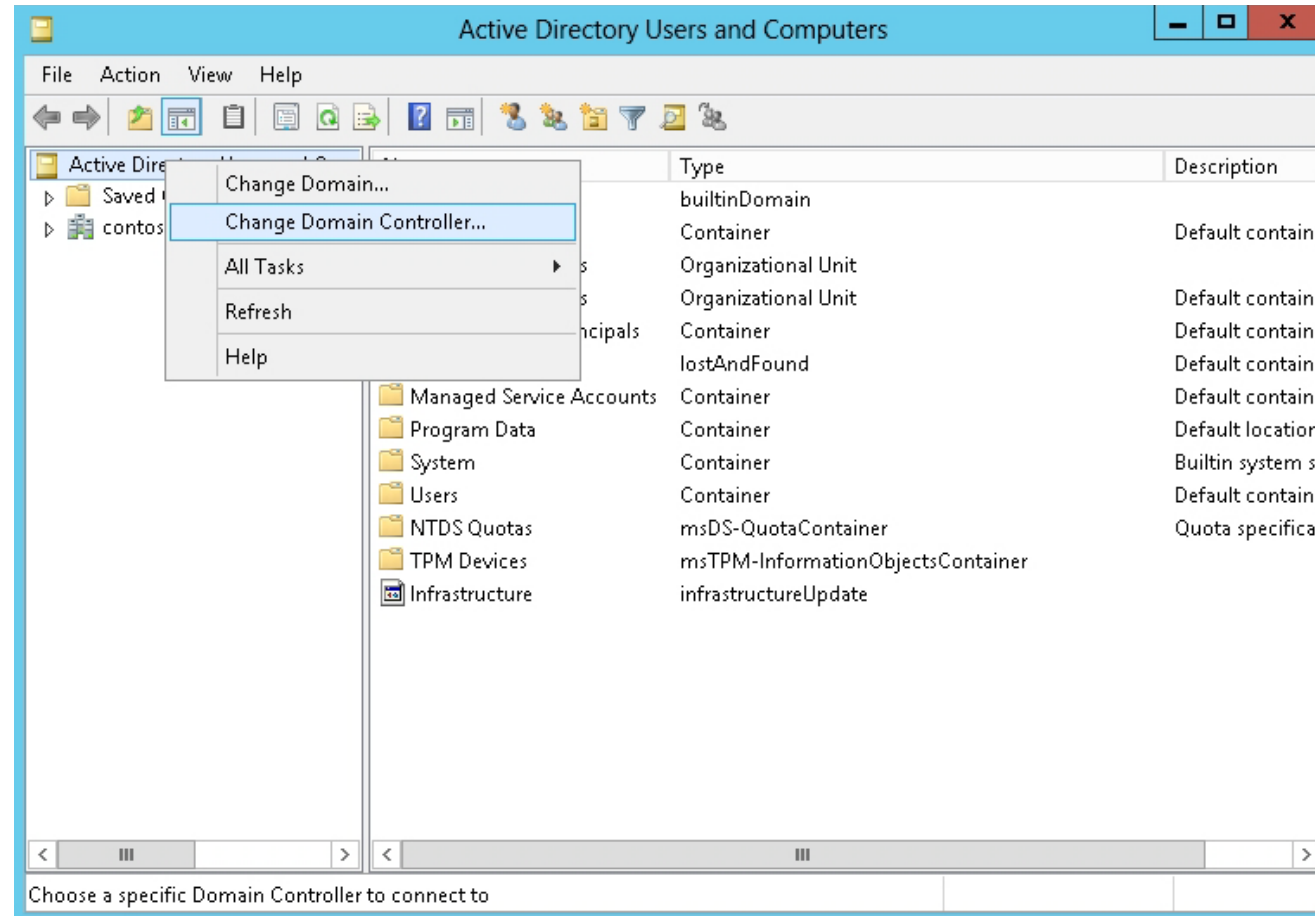 Active Directory Users and Computers
File Action View Help
Active Dire
Saved
contos
Change Domain...
Change Domain Controller...
All Tasks
Refresh
Help
Type Description
builtinDomain
Container Default contain
Organizational Unit
Organizational Unit Default contain
ncipals Container Default contain
lostAndFound Default contain
Managed Service Accounts Container Default contain
Program Data Container Default location
System Container Builtin system s
Users Container Default contain
NTDS Quotas msDS-QuotaContainer Quota specifica
TPM Devices msTPM-InformationObjectsContainer
Infrastructure infrastructureUpdate
Choose a specific Domain Controller to connect to